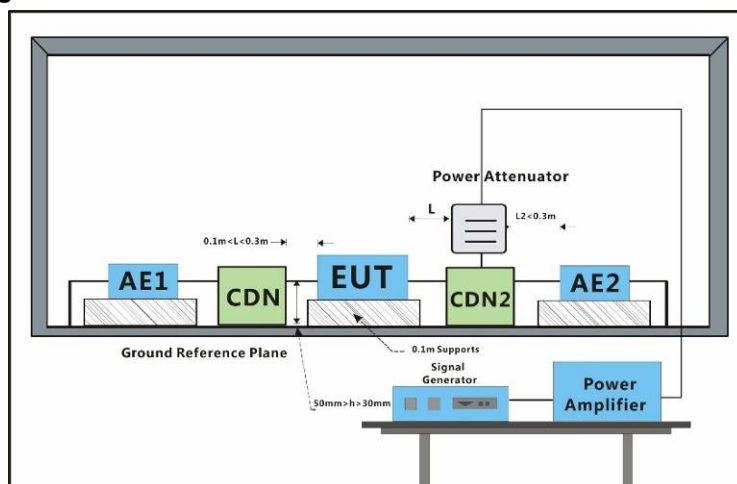 Power Attenuator
L
L2<0.3m
0.1m<L<0.3m
AE1
CDN
EUT
CDN2
AE2
Ground Reference Plane
0.1m Supports
Signal
Generator
50mm>h>30mm
Power
Amplifier